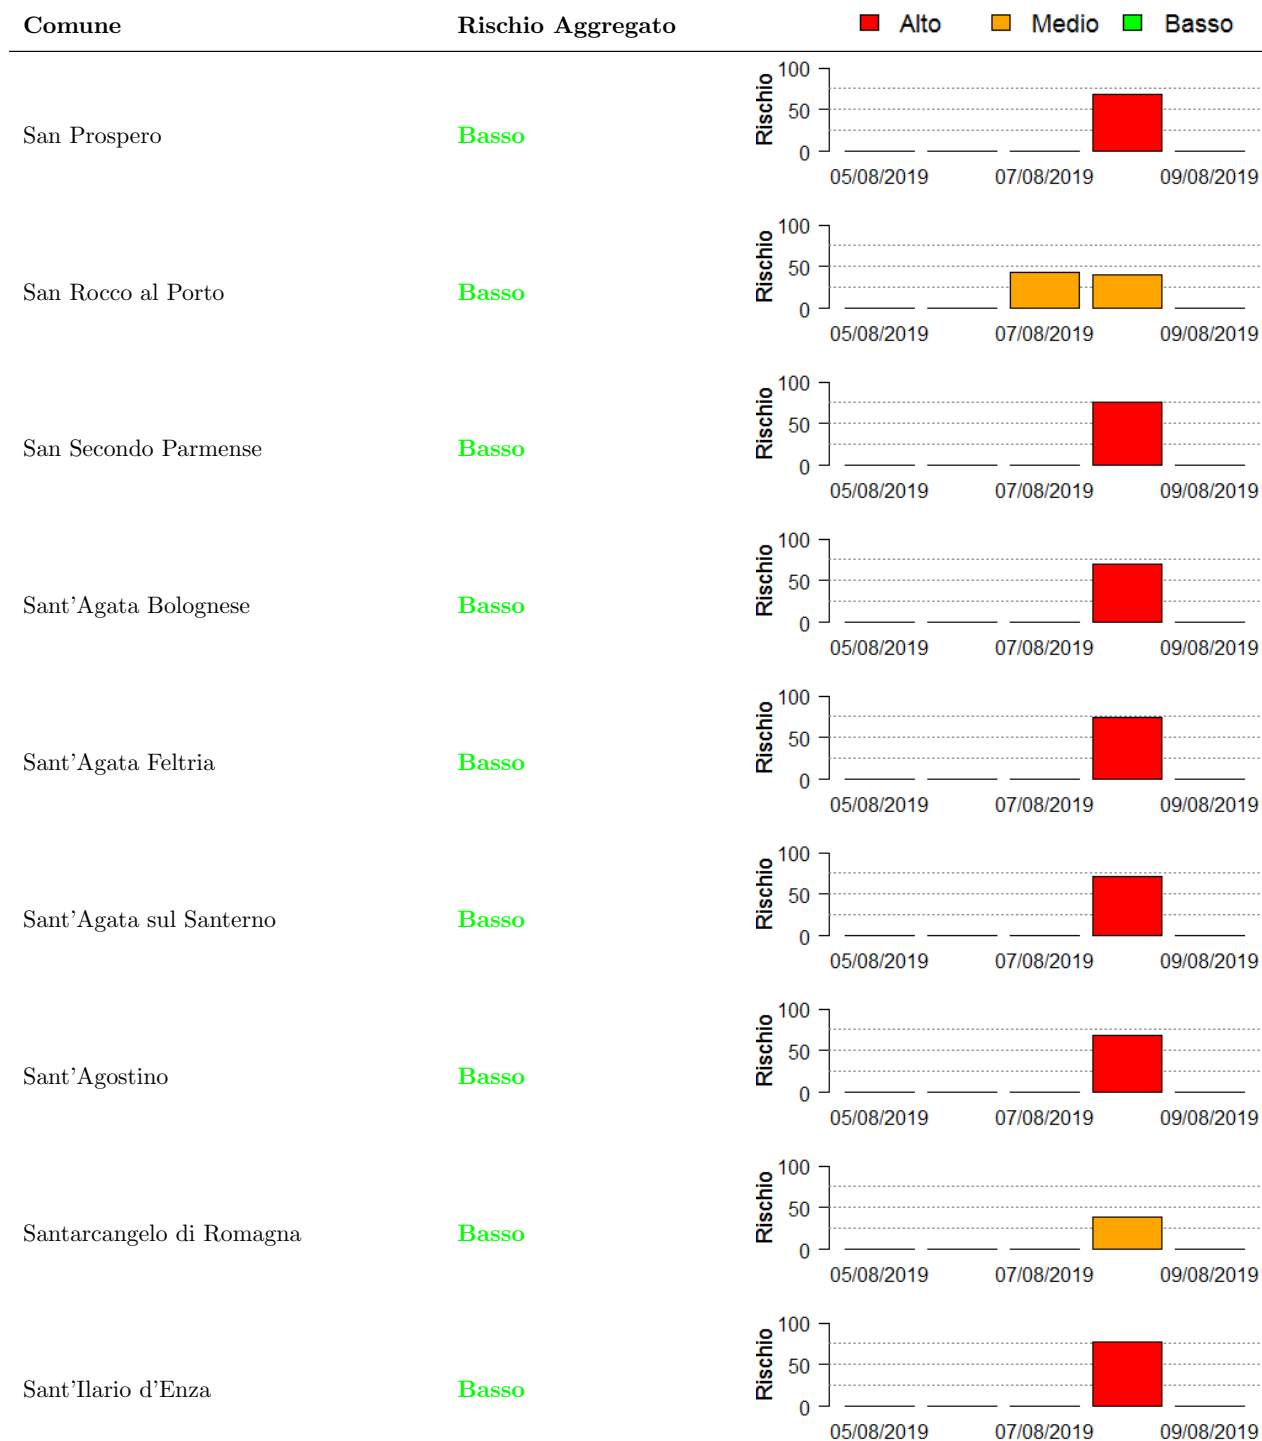 Comune Rischio Aggregato Alto Medio Basso
San Prospero Basso
Rischio
100
50
0
05/08/2019 07/08/2019 09/08/2019
San Rocco al Porto Basso
Rischio
100
50
0
05/08/2019 07/08/2019 09/08/2019
San Secondo Parmense Basso
Rischio
100
50
0
05/08/2019 07/08/2019 09/08/2019
Sant'Agata Bolognese Basso
Rischio
100
50
0
05/08/2019 07/08/2019 09/08/2019
Sant'Agata Feltria Basso
Rischio
100
50
0
05/08/2019 07/08/2019 09/08/2019
Sant'Agata sul Santerno Basso
Rischio
100
50
0
05/08/2019 07/08/2019 09/08/2019
Sant'Agostino Basso
Rischio
100
50
0
05/08/2019 07/08/2019 09/08/2019
Santarcangelo di Romagna Basso
Rischio
100
50
0
05/08/2019 07/08/2019 09/08/2019
Sant'Ilario d'Enza Basso
Rischio
100
50
0
05/08/2019 07/08/2019 09/08/2019